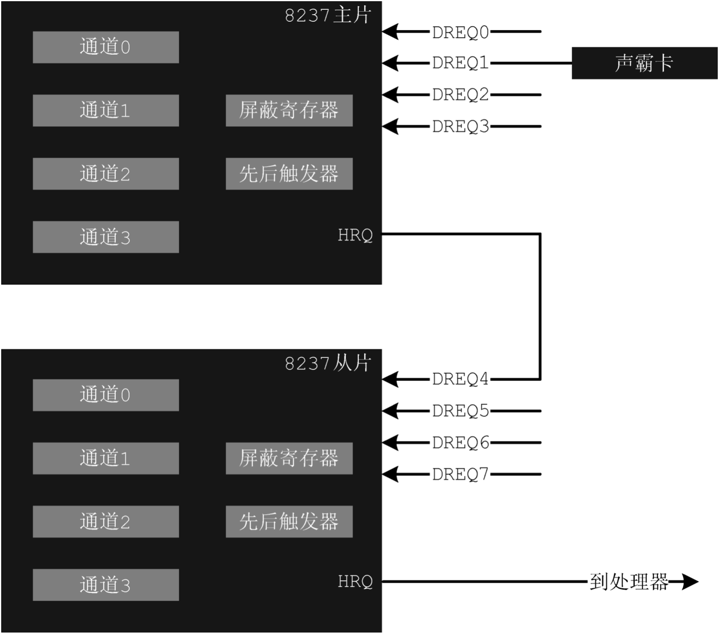 8237主片
DREQ0
通道0
DREQ1
声霸卡
DREQ2
通道1
屏蔽寄存器
DREQ3
通道2
先后触发器
通道3
HRQ
8237从片
DREQ4
通道0
DREQ5
DREQ6
通道1
屏蔽寄存器
DREQ7
通道2
先后触发器
通道3
HRQ
到处理器